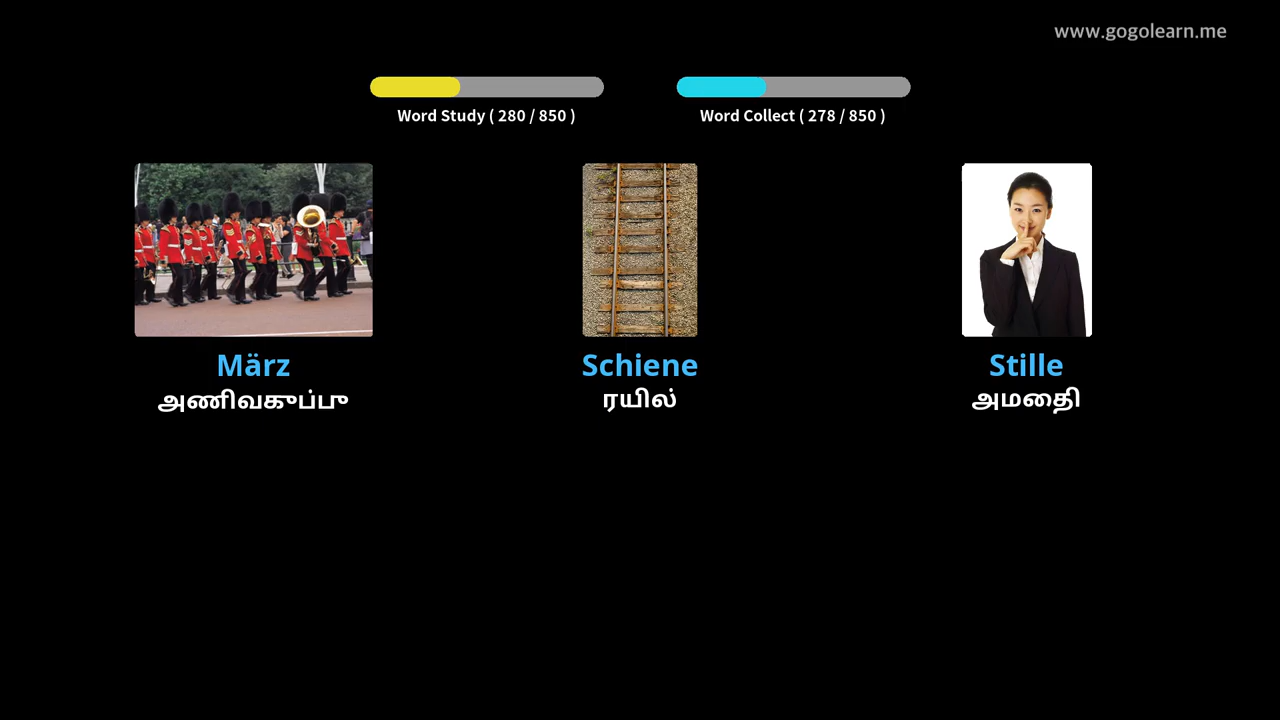 www.gogolearn.me
Word Study ( 280 / 850 )
Word Collect ( 278 / 850 )
März
Schiene
Stille
அணிவகுப்பு
ரயில்
அமைதி